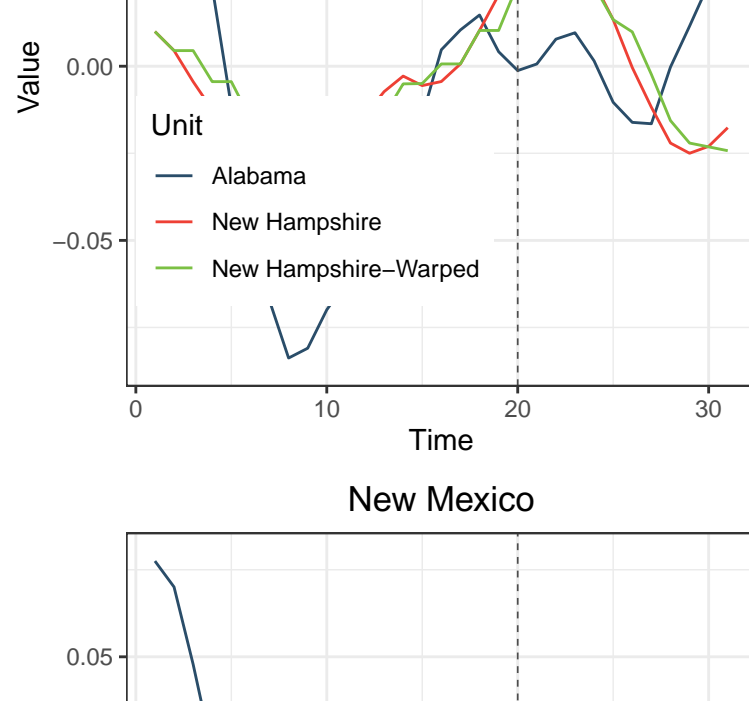 Value
0.00
−0.05
Unit
Alabama
New Hampshire
New Hampshire−Warped
0 10 20 30
Time
New Mexico
0.05